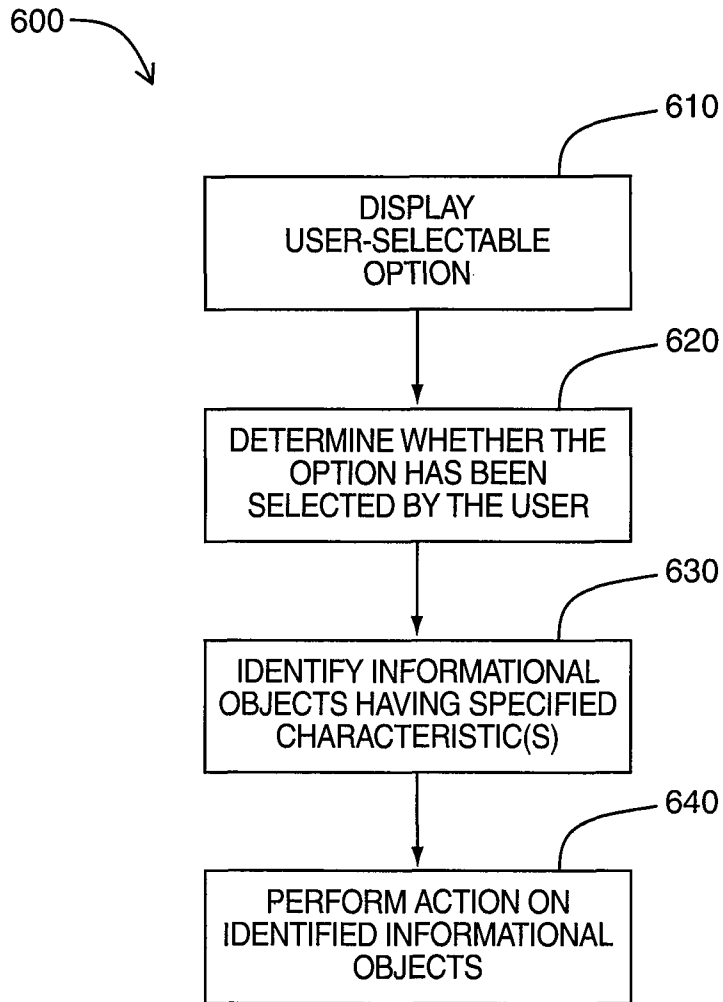 600
610
DISPLAY
USER-SELECTABLE
OPTION
620
DETERMINE WHETHER THE
OPTION HAS BEEN
SELECTED BY THE USER
630
IDENTIFY INFORMATIONAL
OBJECTS HAVING SPECIFIED
CHARACTERISTIC(S)
640
PERFORM ACTION ON
IDENTIFIED INFORMATIONAL
OBJECTS